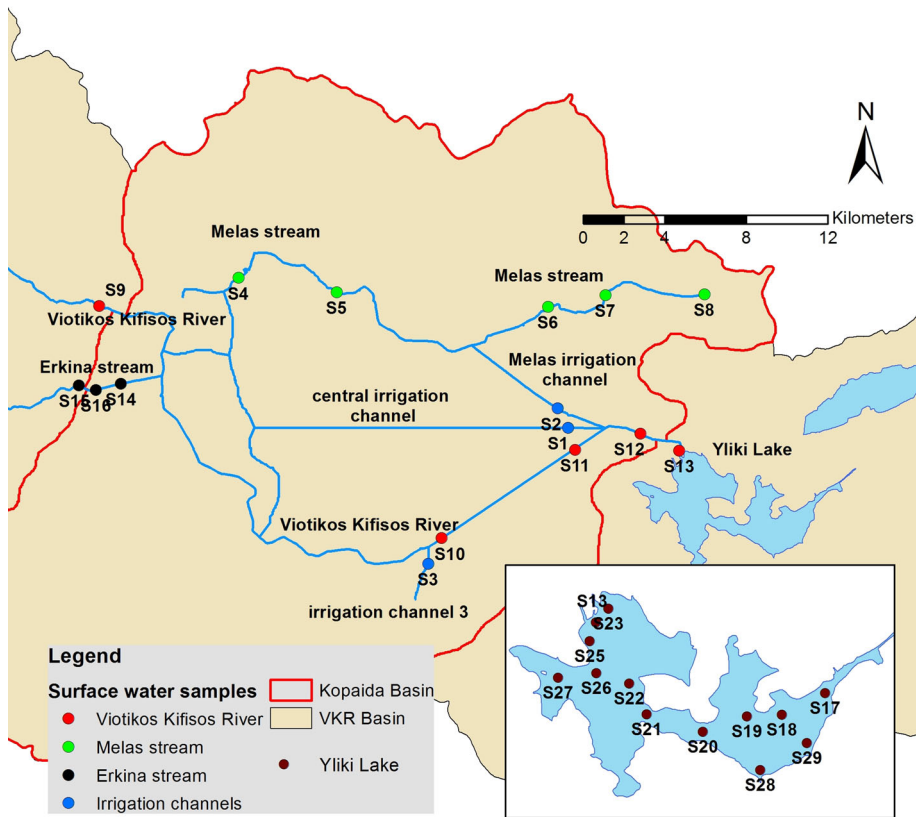 N
Kilometers
0 2 4 8 12
Melas stream
S4
S5
Melas stream
S6
S7
S8
S9
Viotikos Kifisos River
Erkina stream
S15
S16
S14
Melas irrigation
channel
central irrigation
channel
S2
S1
S11
S12
S13
Yliki Lake
Viotikos Kifisos River
S10
S3
irrigation channel 3
Legend
Surface water samples
Viotikos Kifisos River
Melas stream
Erkina stream
Irrigation channels
Kopaida Basin
VKR Basin
Yliki Lake
S13
S23
S25
S27
S26
S22
S21
S20
S19
S18
S17
S29
S28